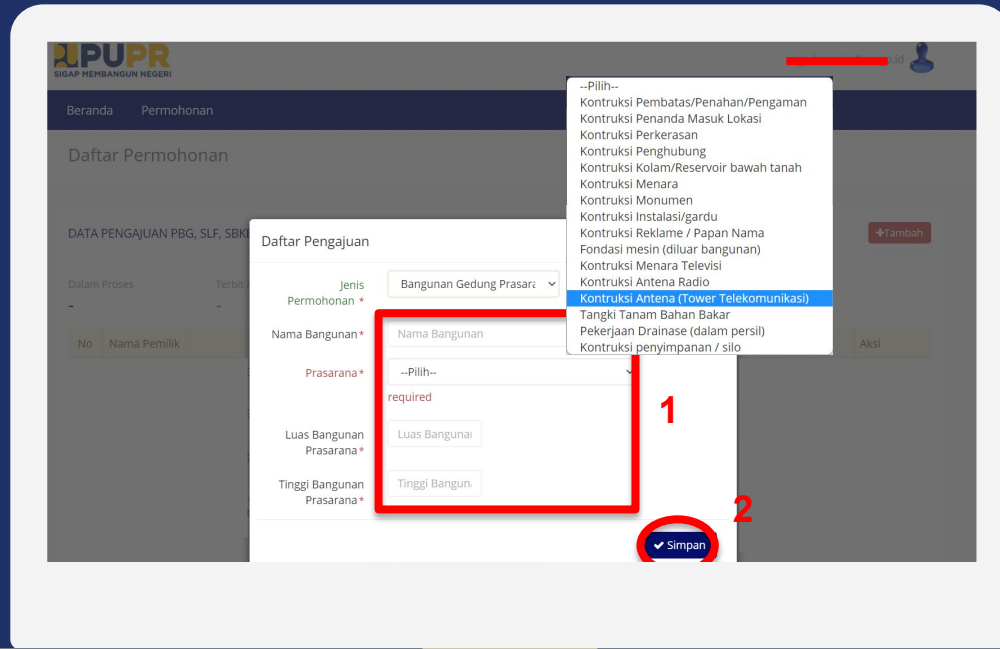 PUPR
SIGAP MEMBANGUN NEGERI
.id
Beranda Permohonan
Daftar Permohonan
DATA PENGAJUAN PBG, SLF, SBK
+Tambah
Dalam Proses Terbit
-
-
No Nama Pemilik Aksi
--Pilih--
Kontruksi Pembatas/Penahan/Pengaman
Kontruksi Penanda Masuk Lokasi
Kontruksi Perkerasan
Kontruksi Penghubung
Kontruksi Kolam/Reservoir bawah tanah
Kontruksi Menara
Kontruksi Monumen
Kontruksi Instalasi/gardu
Kontruksi Reklame / Papan Nama
Fondasi mesin (diluar bangunan)
Kontruksi Menara Televisi
Kontruksi Antena Radio
Kontruksi Antena (Tower Telekomunikasi)
Tangki Tanam Bahan Bakar
Pekerjaan Drainase (dalam persil)
Kontruksi penyimpanan / silo
Daftar Pengajuan
Jenis
Permohonan *
Bangunan Gedung Prasara
Nama Bangunan*
Nama Bangunan
Prasarana*
--Pilih--
required
Luas Bangunan
Prasarana*
Luas Bangunan
Tinggi Bangunan
Prasarana*
Tinggi Bangun
1
2
Simpan